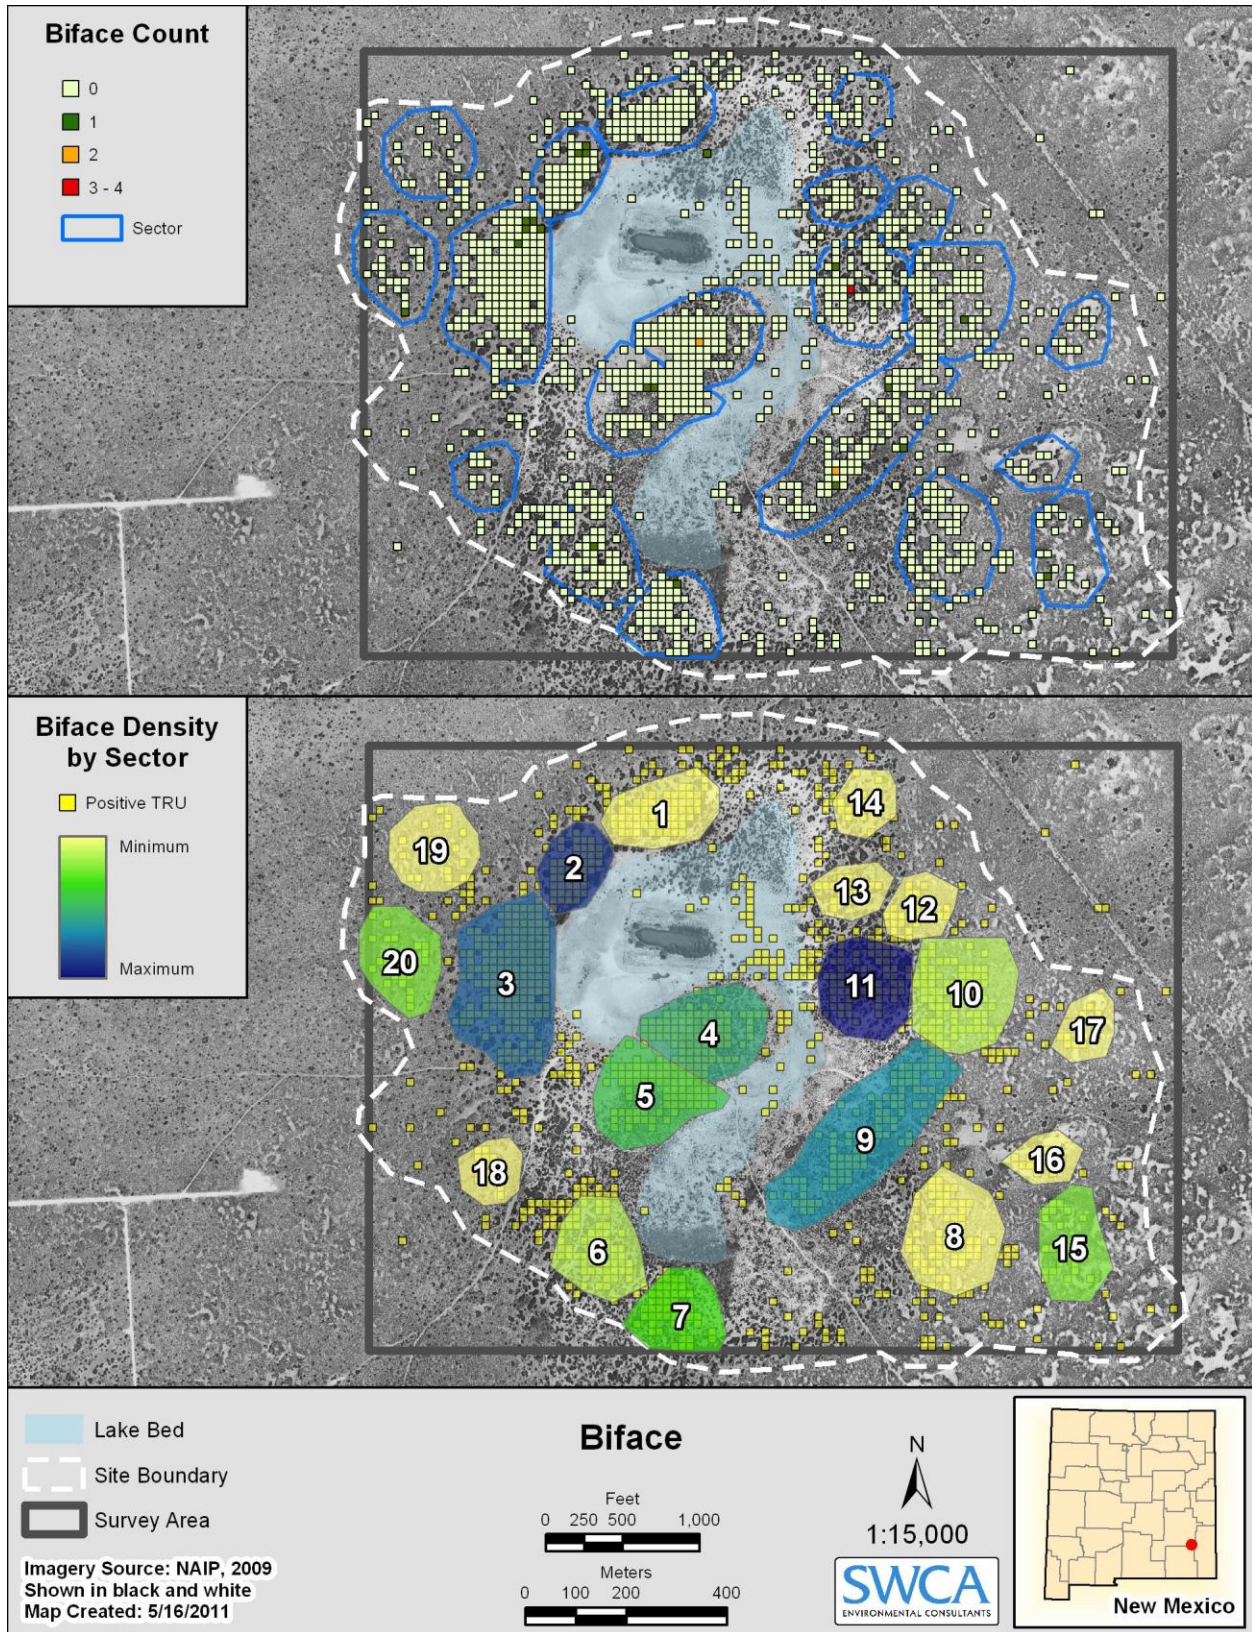 Biface Count
0
1
2
3 - 4
Sector
Biface Density
by Sector
Positive TRU
Minimum
Maximum
1
2
3
4
5
6
7
8
9
10
11
12
13
14
15
16
17
18
19
20
Lake Bed
Site Boundary
Survey Area
Imagery Source: NAIP, 2009
Shown in black and white
Map Created: 5/16/2011
Biface
Feet
0 250 500 1,000
Meters
0 100 200 400
N
1:15,000
SWCA
ENVIRONMENTAL CONSULTANTS
New Mexico